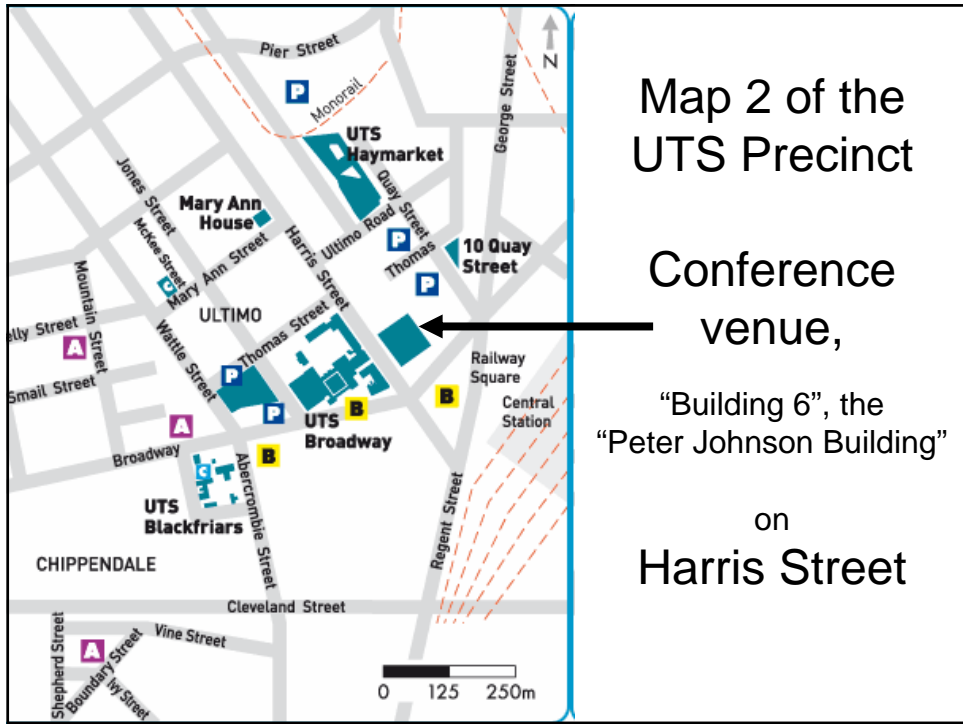 Pier Street
P
Monorail
N
George Street
UTS
Haymarket
Jones Street
McKee Street
Mary Ann
House
Quay Street
Ultimo Road
Harris Street
Mary Ann Street
P
Thomas
10 Quay
Street
P
C
Mountain Street
ULTIMO
Thomas Street
elly Street
A
Wattle Street
Smail Street
P
Railway
Square
B
Central
Station
P
B
UTS
Broadway
A
Broadway
B
C
Abercrombie Street
UTS
Blackfriars
Regent Street
CHIPPENDALE
Cleveland Street
A
Vine Street
Shepherd Street
Boundary Street
Ivy Street
0 125 250m
Map 2 of the
UTS Precinct
Conference
venue,
“Building 6”, the
“Peter Johnson Building”
on
Harris Street